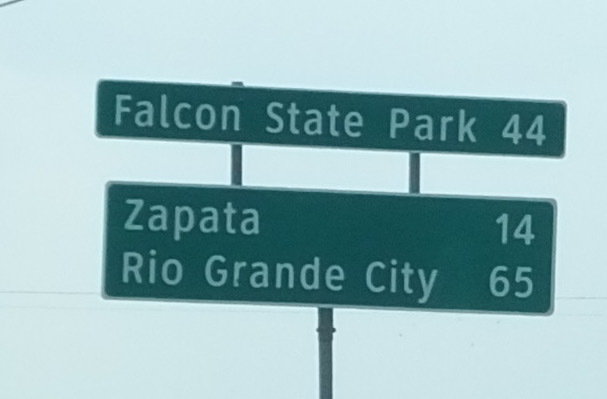 Falcon State Park 44
Zapata 14
Rio Grande City 65